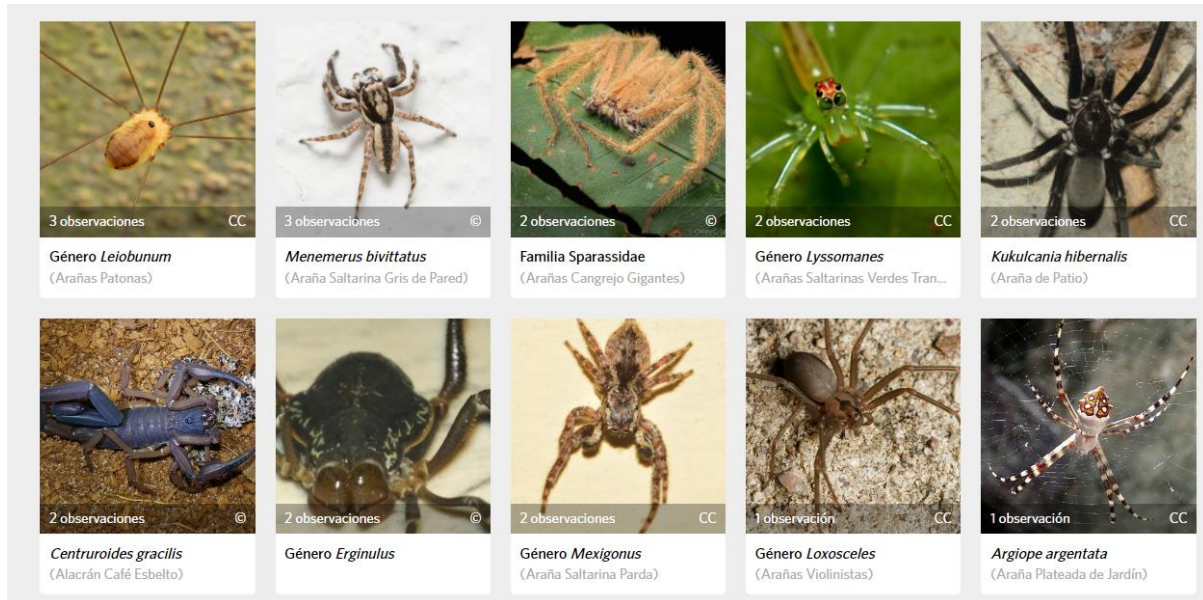 3 observaciones CC
3 observaciones ©
2 observaciones ©
2 observaciones CC
2 observaciones CC
Género Leiobunum
(Arañas Patonas)
Menemerus bivittatus
(Araña Saltarina Gris de Pared)
Familia Sparassidae
(Arañas Cangrejo Gigantes)
Género Lyssomanes
(Arañas Saltarinas Verdes Tran...
Kukulcania hibernalis
(Araña de Patio)
2 observaciones ©
2 observaciones ©
2 observaciones CC
1 observación CC
1 observación CC
Centruroides gracilis
(Alacrán Café Esbelto)
Género Erginulus
Género Mexigonus
(Araña Saltarina Parda)
Género Loxosceles
(Arañas Violinistas)
Argiope argentata
(Araña Plateada de Jardín)